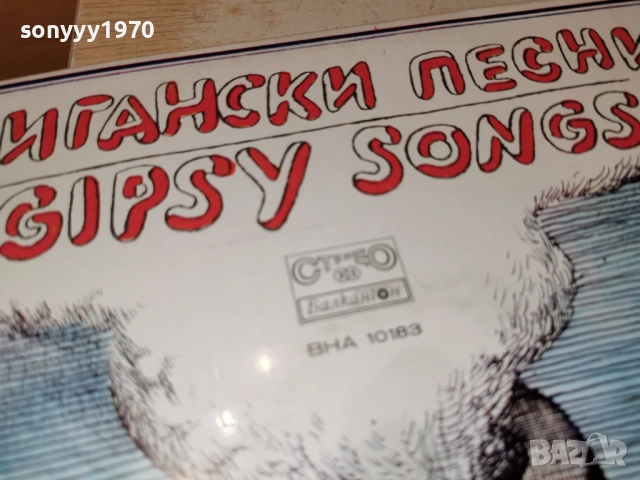 sonyyy1970
ИГАНСКИ ПЕСНИ
GIPSY SONGS
СТЕРЕО
Балкантон
ВНА 10183
BAZAR